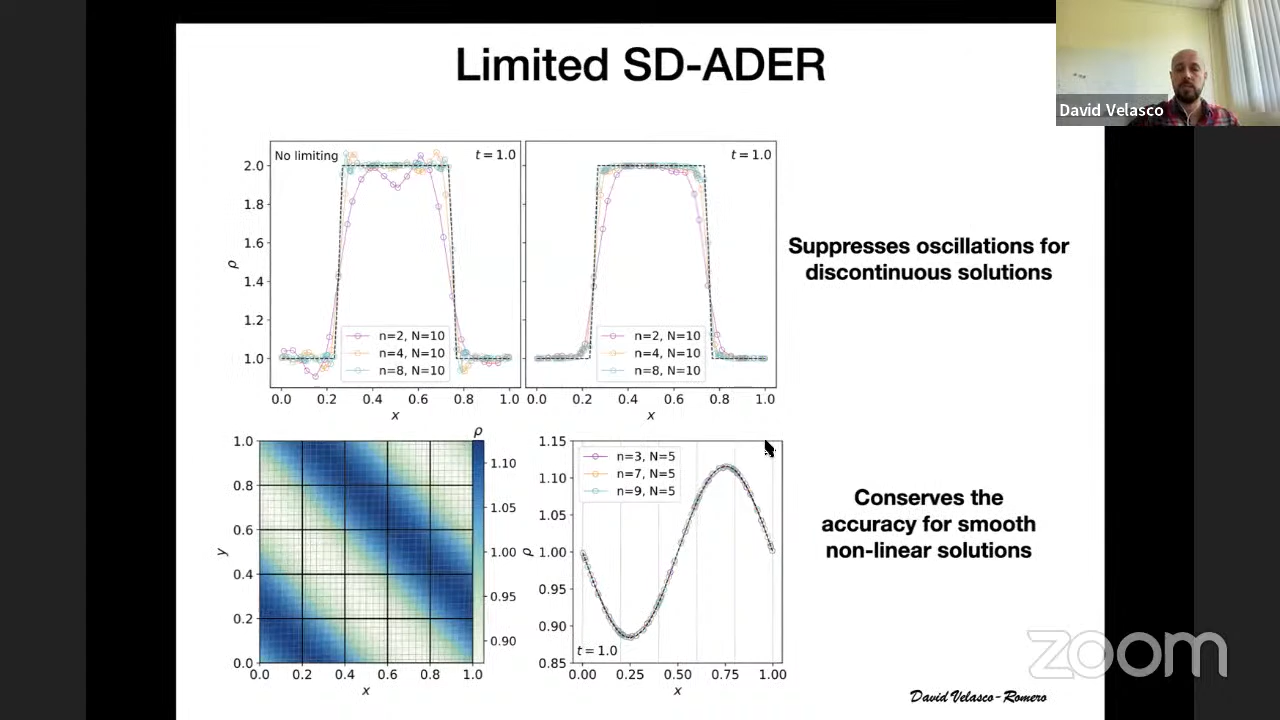 Limited SD-ADER
David Velasco
No limiting
t = 1.0
t = 1.0
2.0
1.8
1.6
1.4
1.2
1.0
ρ
n=2, N=10
n=4, N=10
n=8, N=10
n=2, N=10
n=4, N=10
n=8, N=10
0.0 0.2 0.4 0.6 0.8 1.0
0.0 0.2 0.4 0.6 0.8 1.0
x
x
Suppresses oscillations for
discontinuous solutions
ρ
1.0
0.8
0.6
0.4
0.2
0.0
y
0.0 0.2 0.4 0.6 0.8 1.0
x
1.10
1.05
1.00
0.95
0.90
1.15
1.10
1.05
1.00
0.95
0.90
0.85
ρ
n=3, N=5
n=7, N=5
n=9, N=5
t = 1.0
0.00 0.25 0.50 0.75 1.00
x
Conserves the
accuracy for smooth
non-linear solutions
zoom
David Velasco-Romero